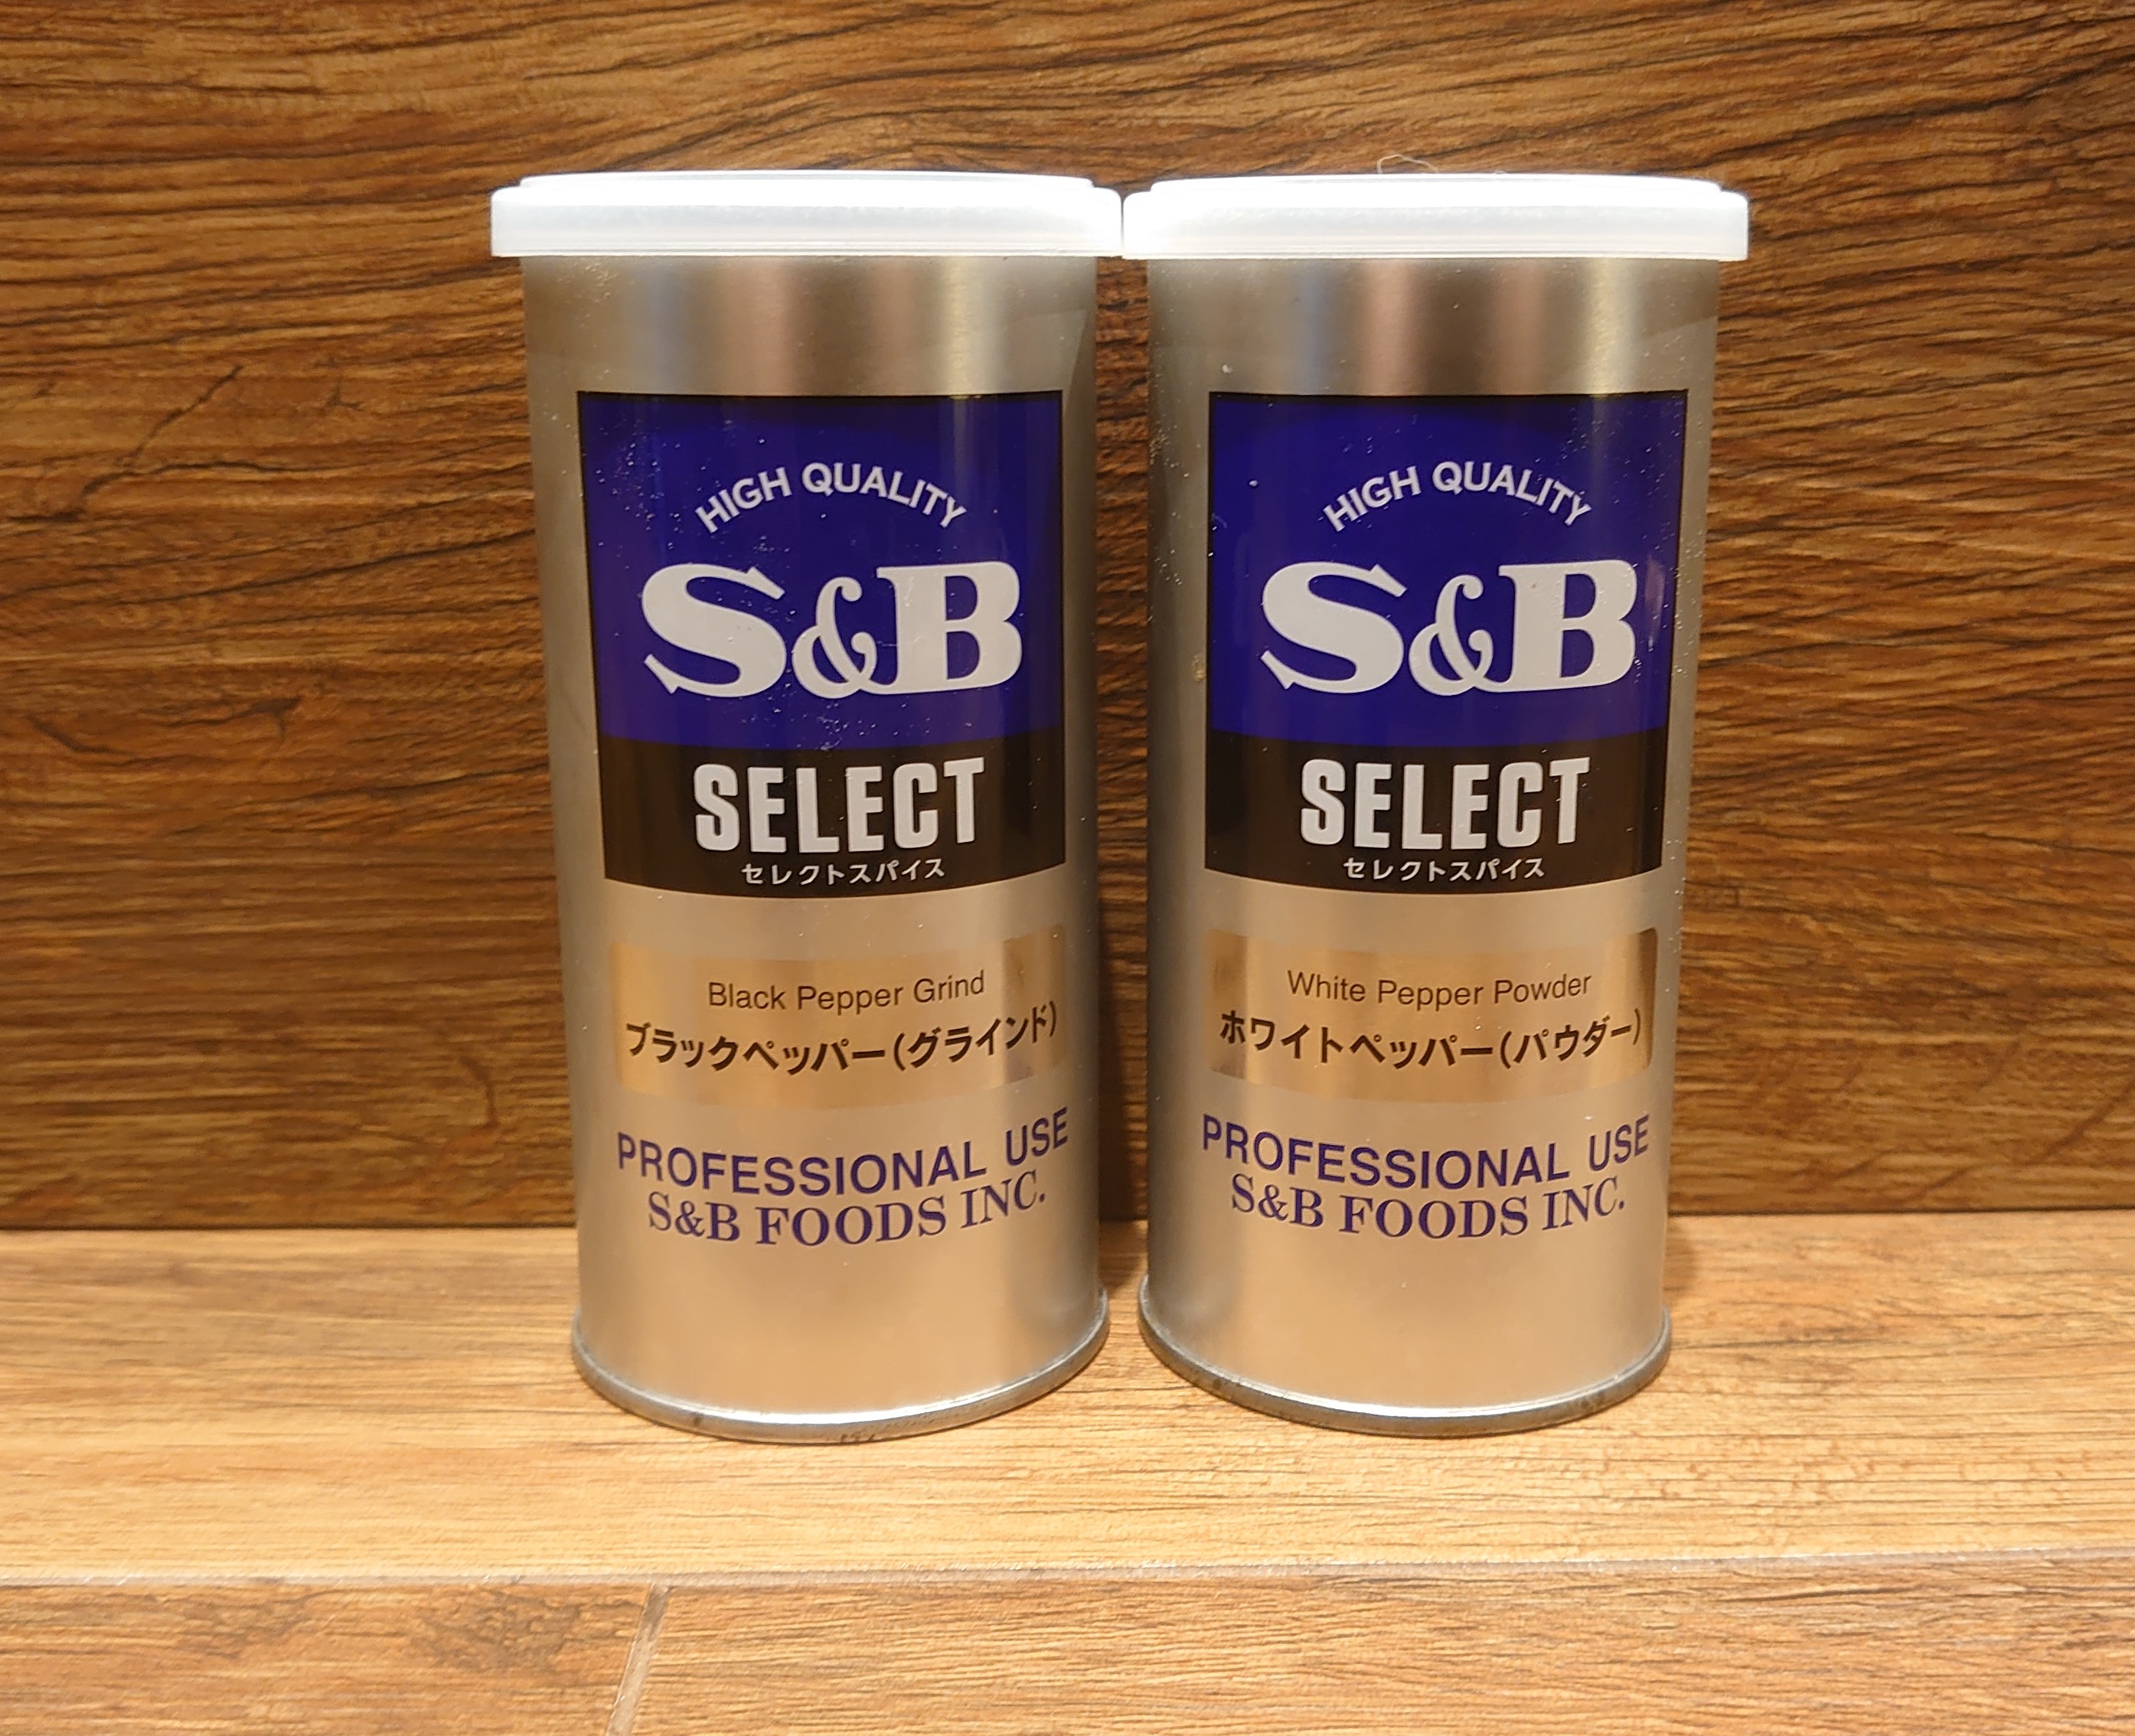 HIGH QUALITY
S&B
SELECT
セレクトスパイス
Black Pepper Grind
ブラックペッパー(グラインド)
PROFESSIONAL USE
S&B FOODS INC.
HIGH QUALITY
S&B
SELECT
セレクトスパイス
White Pepper Powder
ホワイトペッパー(パウダー)
PROFESSIONAL USE
S&B FOODS INC.